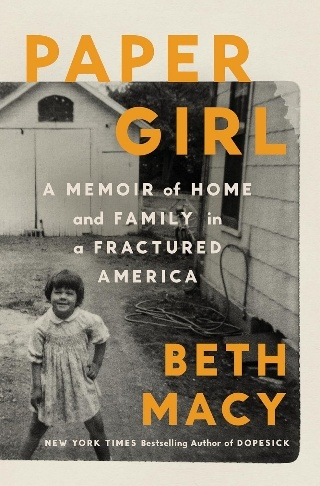 PAPER
GIRL
A MEMOIR of HOME
and FAMILY in
a FRACTURED
AMERICA
BETH
MACY
NEW YORK TIMES Bestselling Author of DOPESICK